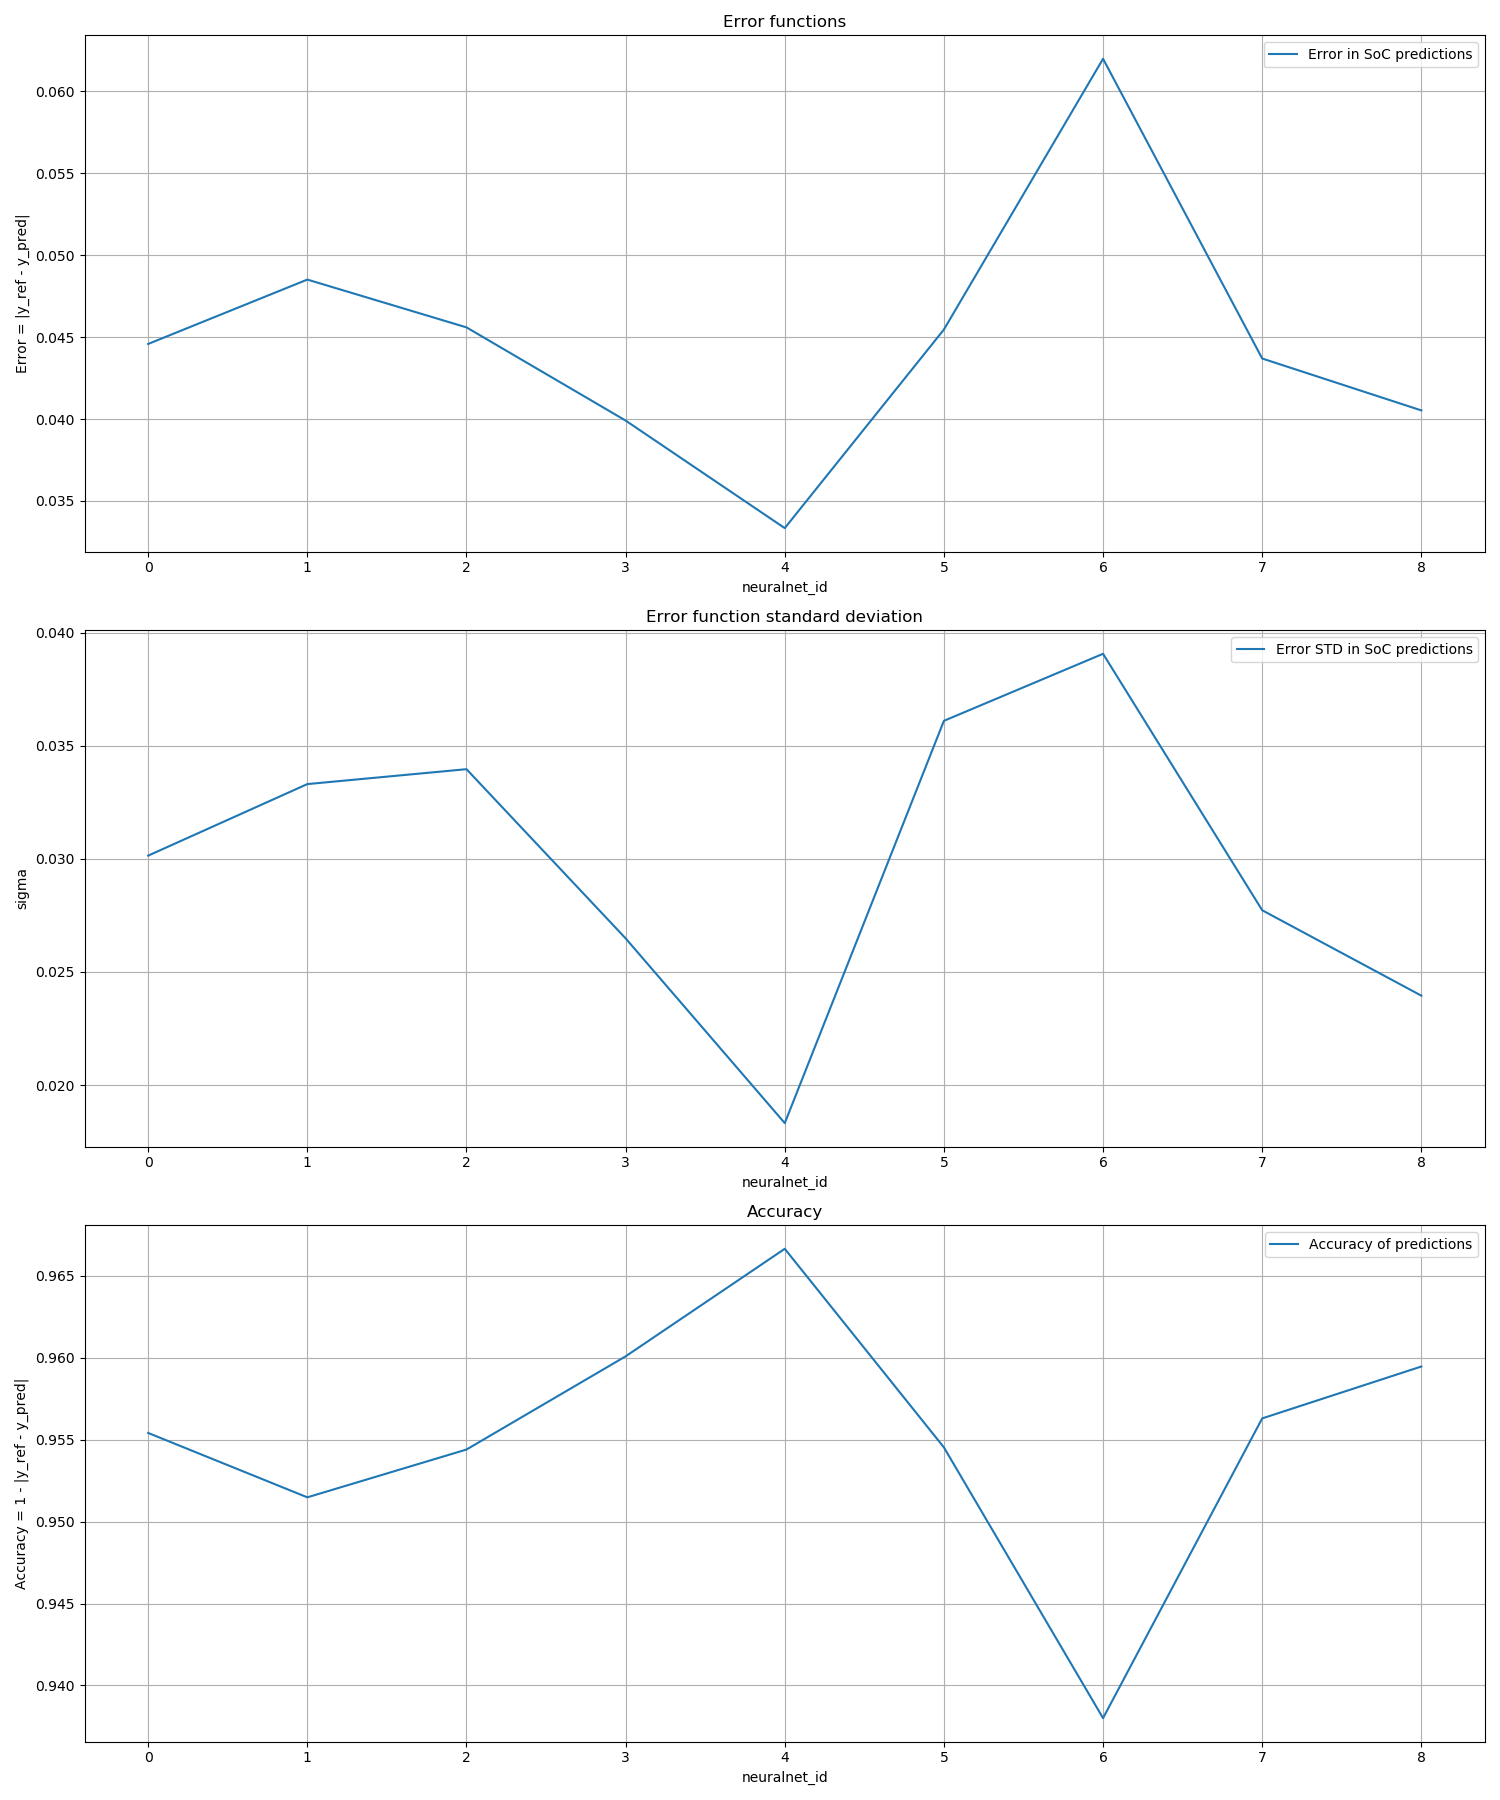 Error functions
Error in SoC predictions
0.060
0.055
0.050
0.045
0.040
0.035
Error = |y_ref - y_pred|
0 1 2 3 4 5 6 7 8
neuralnet_id
Error function standard deviation
Error STD in SoC predictions
0.040
0.035
0.030
0.025
0.020
sigma
0 1 2 3 4 5 6 7 8
neuralnet_id
Accuracy
Accuracy of predictions
0.965
0.960
0.955
0.950
0.945
0.940
Accuracy = 1 - |y_ref - y_pred|
0 1 2 3 4 5 6 7 8
neuralnet_id